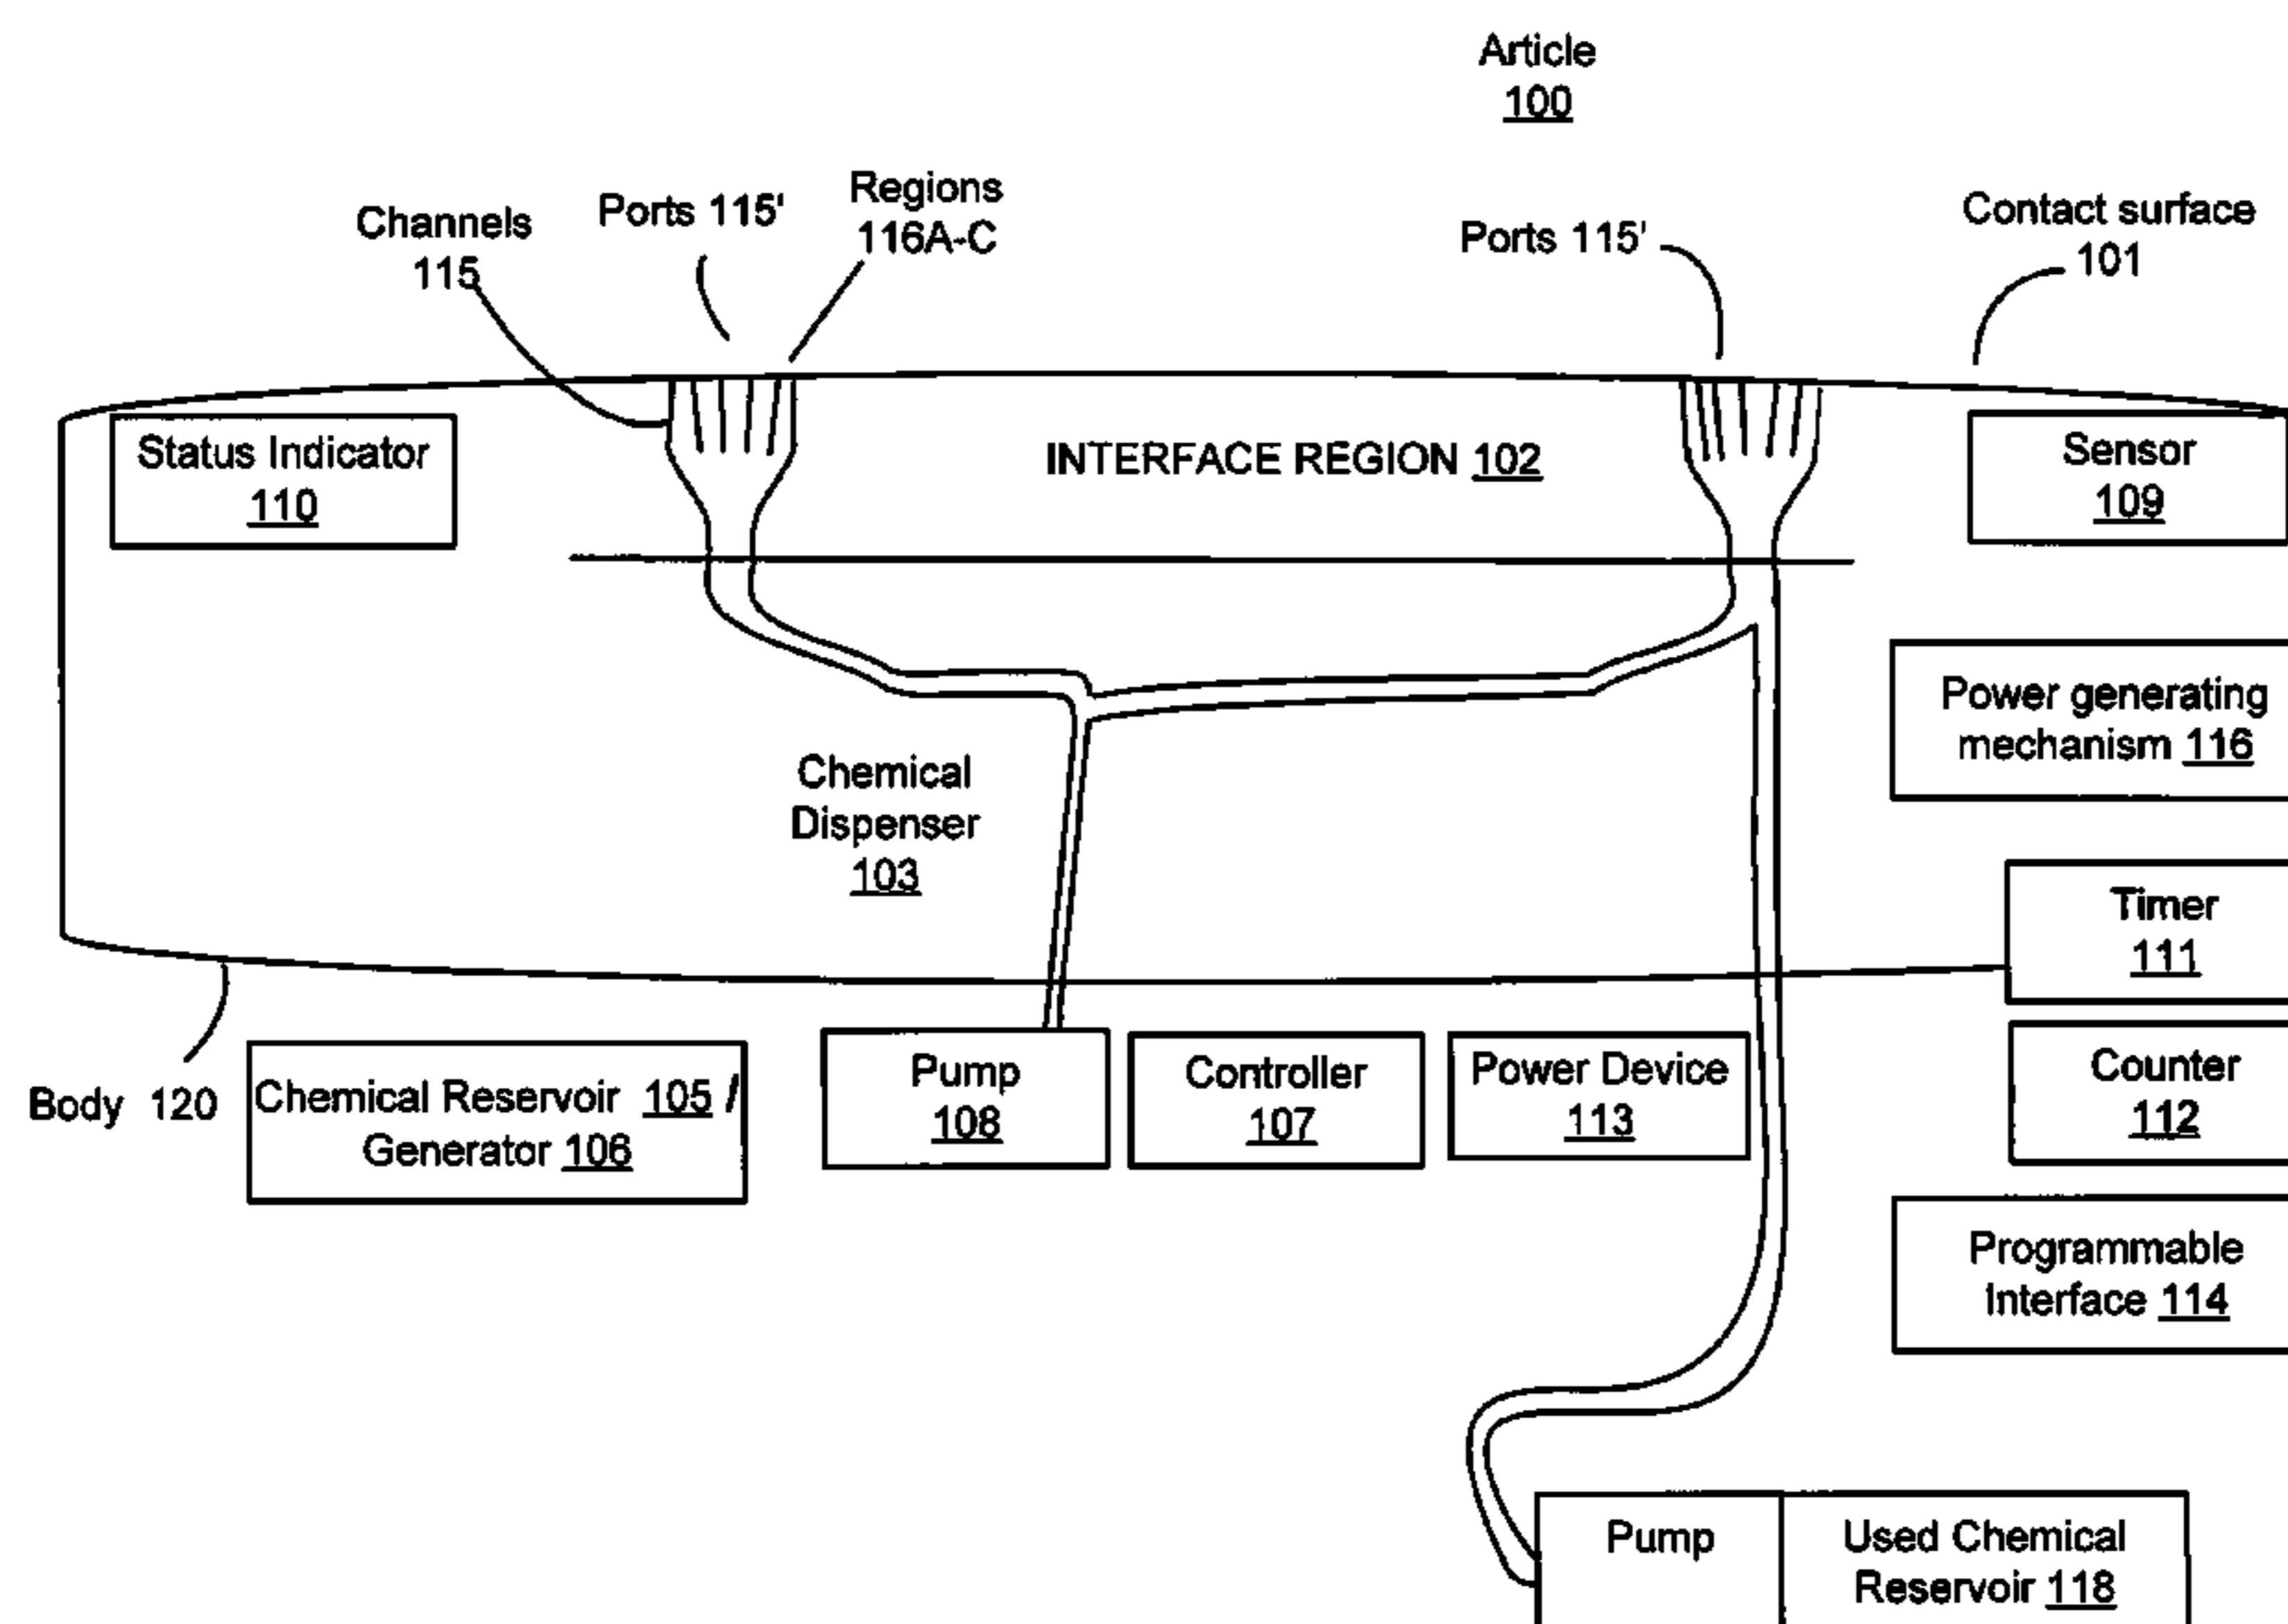 Article
100
Channels
115
Ports 115'
Regions
116A-C
Ports 115'
Contact surface
101
Status Indicator
110
INTERFACE REGION 102
Sensor
109
Power generating
mechanism 116
Chemical
Dispenser
103
Timer
111
Body 120
Chemical Reservoir 105 /
Generator 106
Pump
108
Controller
107
Power Device
113
Counter
112
Programmable
Interface 114
Pump
Used Chemical
Reservoir 118